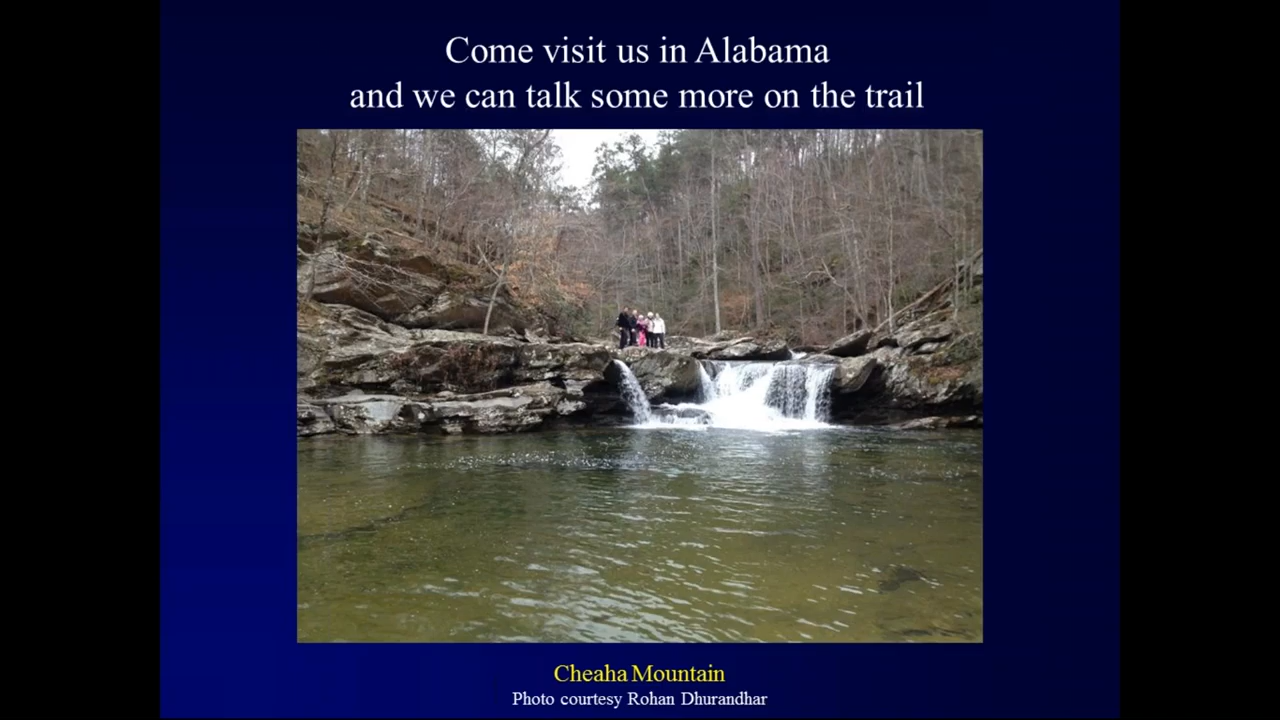 Come visit us in Alabama
and we can talk some more on the trail
Cheaha Mountain
Photo courtesy Rohan Dhurandhar